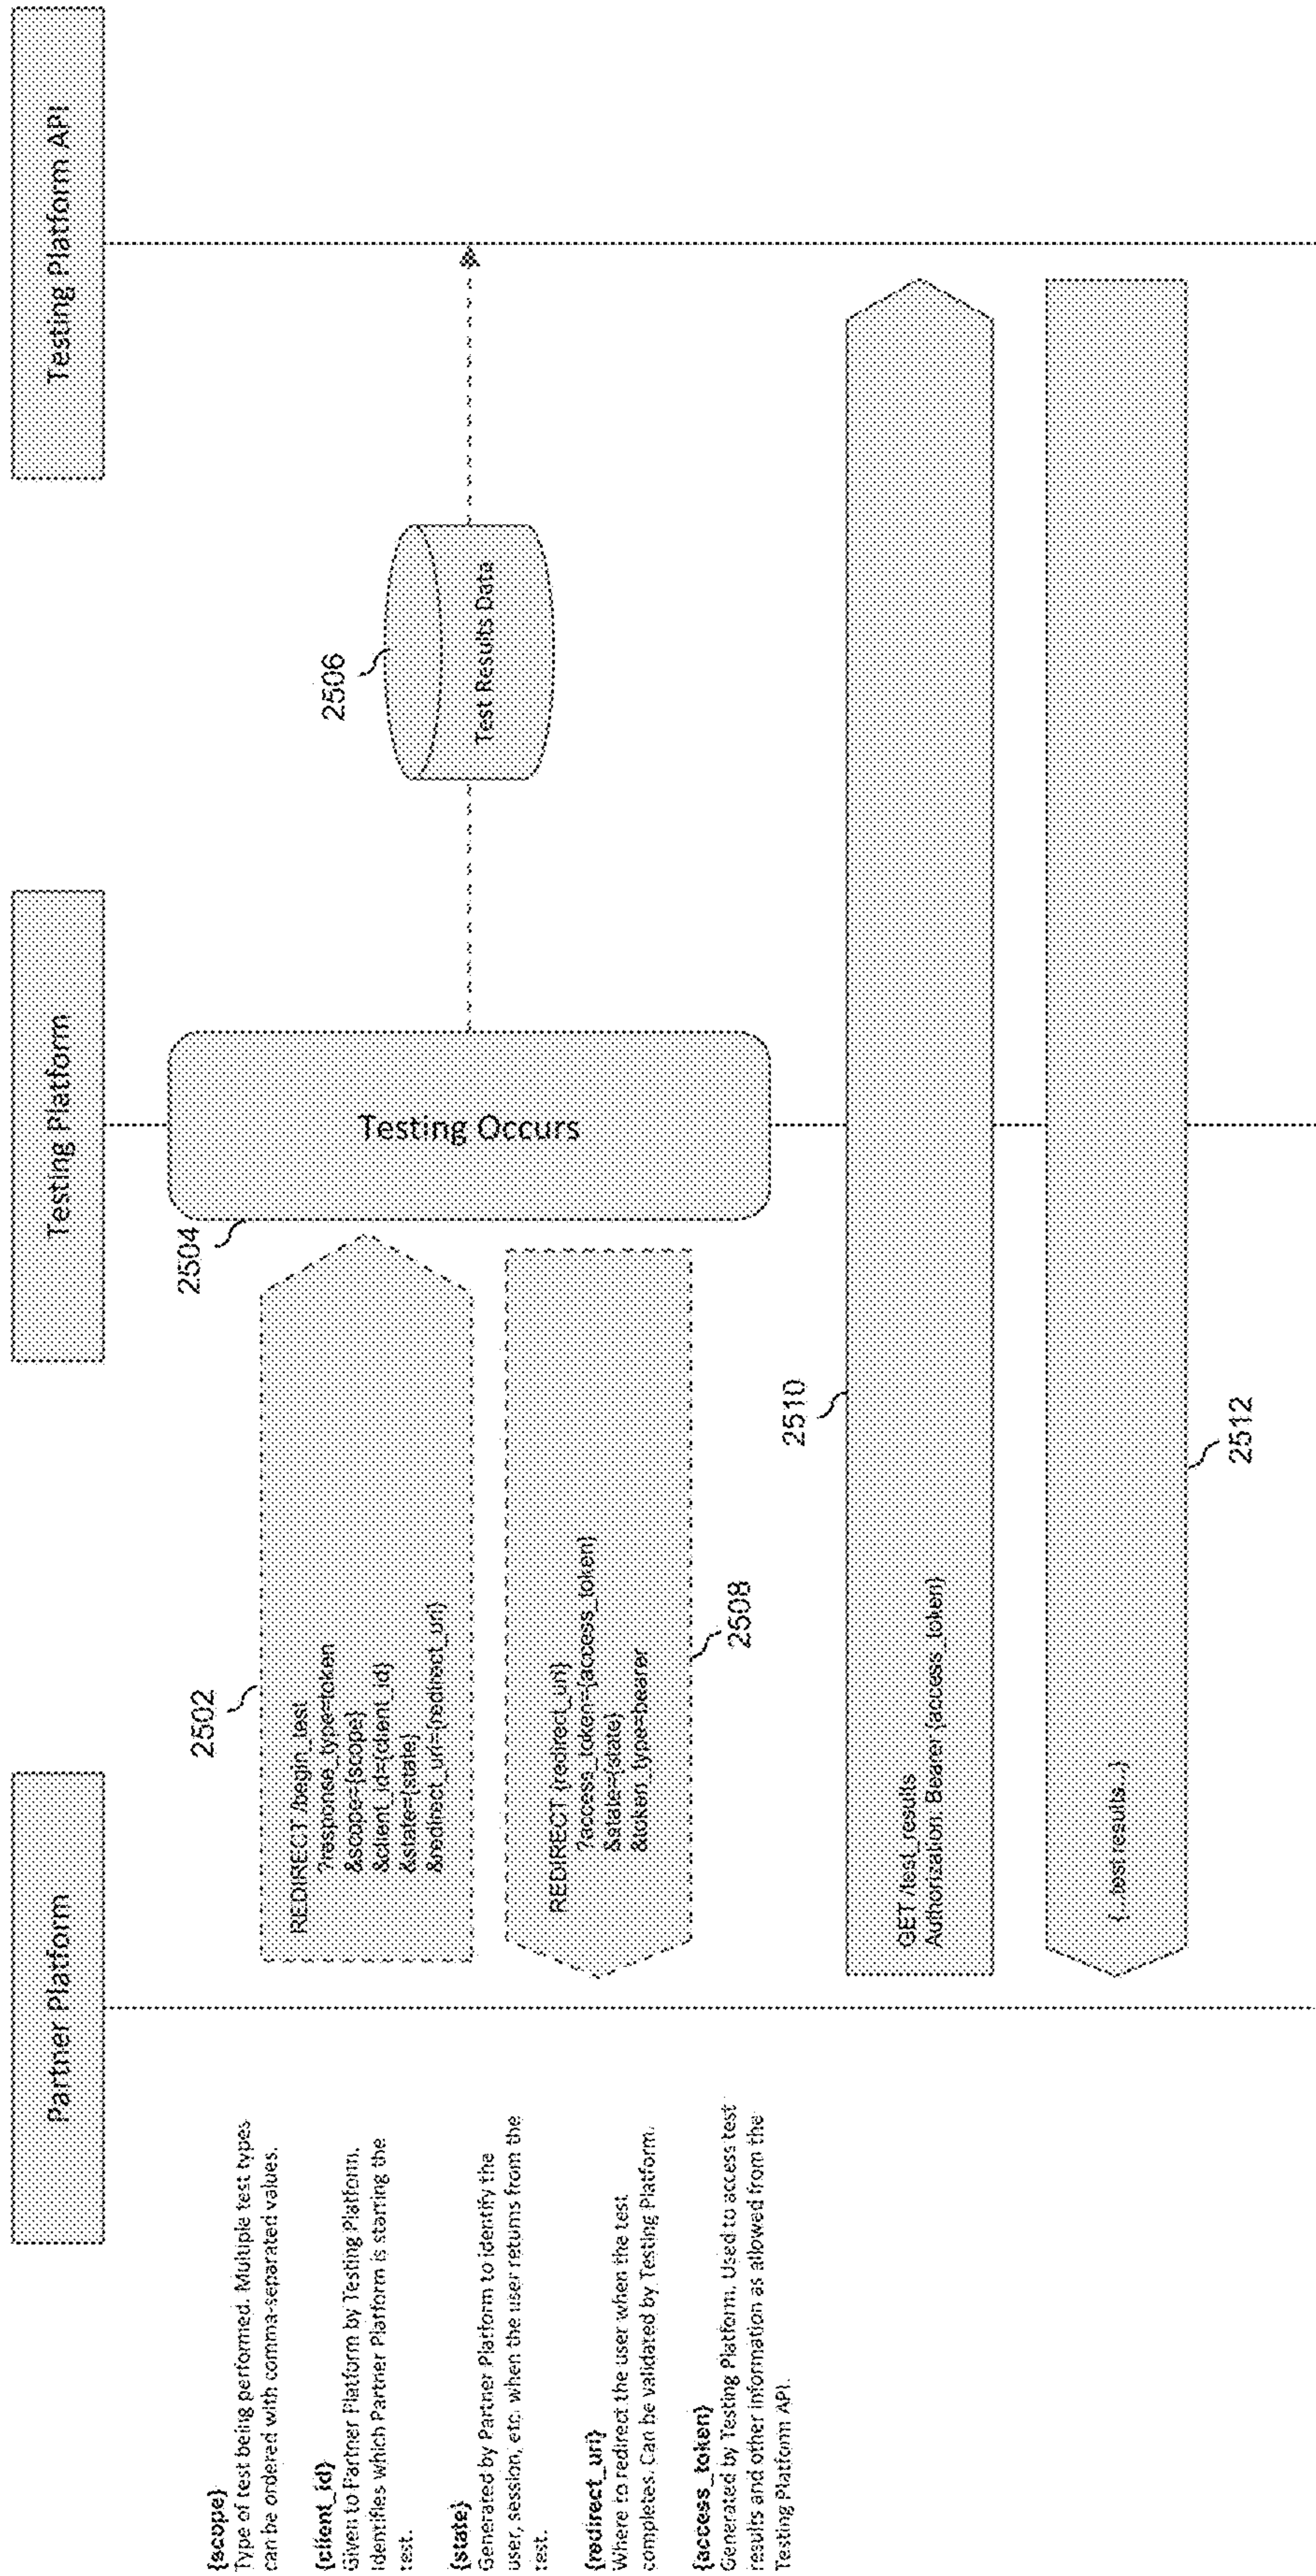 Partner Platform
Testing Platform
Testing Platform API
{scope}
Type of test being performed. Multiple test types
can be ordered with comma-separated values.
{client_id}
Given to Partner Platform by Testing Platform.
Identifies which Partner Platform is starting the
test.
{state}
Generated by Partner Platform to identify the
user, session, etc. when the user returns from the
test.
{redirect_uri}
Where to redirect the user when the test
completes. Can be validated by Testing Platform.
{access_token}
Generated by Testing Platform. Used to access test
results and other information as allowed from the
Testing Platform API.
2502
REDIRECT /begin_test
?response_type=token
&scope={scope}
&client_id={client_id}
&state={state}
&redirect_uri={redirect_uri}
2504
Testing Occurs
2506
Test Results Data
REDIRECT {redirect_uri}
?access_token={access_token}
&state={state}
&token_type=bearer
2508
2510
GET /test_results
Authorization: Bearer {access_token}
{...test results...}
2512